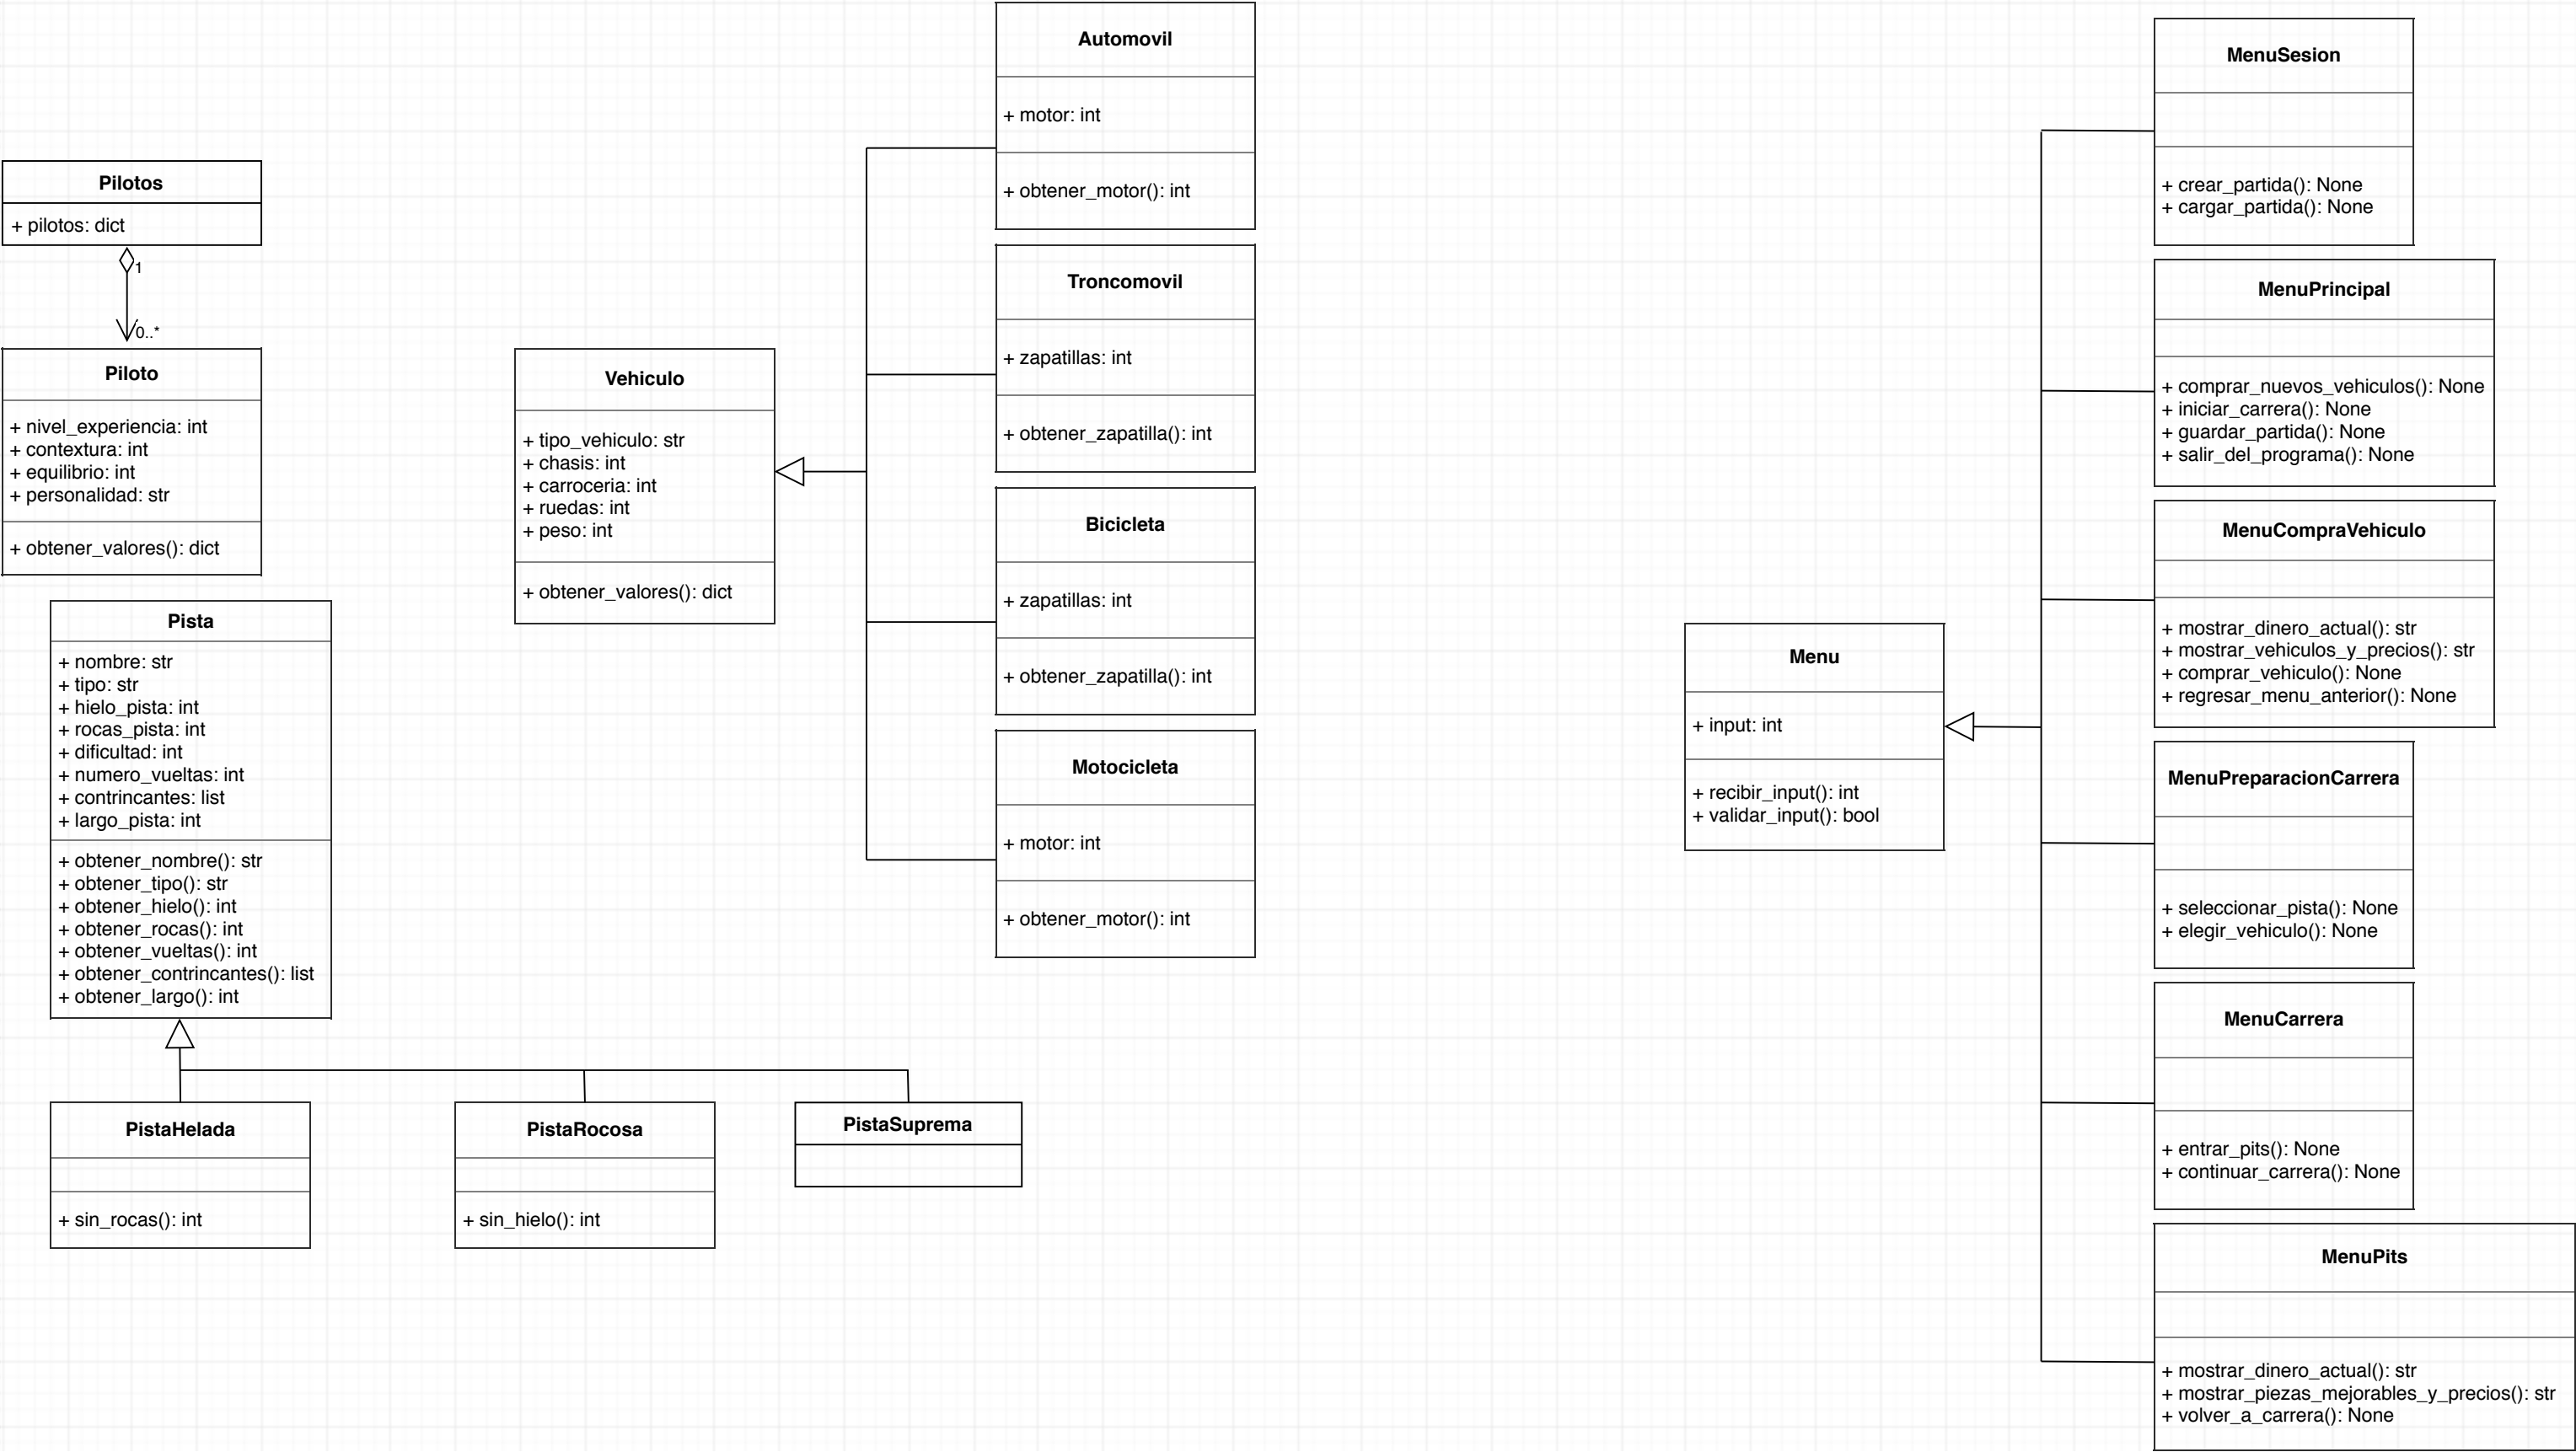 Pilotos
+ pilotos: dict
1
0..*
Piloto
+ nivel_experiencia: int
+ contextura: int
+ equilibrio: int
+ personalidad: str
+ obtener_valores(): dict
Pista
+ nombre: str
+ tipo: str
+ hielo_pista: int
+ rocas_pista: int
+ dificultad: int
+ numero_vueltas: int
+ contrincantes: list
+ largo_pista: int
+ obtener_nombre(): str
+ obtener_tipo(): str
+ obtener_hielo(): int
+ obtener_rocas(): int
+ obtener_vueltas(): int
+ obtener_contrincantes(): list
+ obtener_largo(): int
PistaHelada
+ sin_rocas(): int
PistaRocosa
+ sin_hielo(): int
PistaSuprema
Vehiculo
+ tipo_vehiculo: str
+ chasis: int
+ carroceria: int
+ ruedas: int
+ peso: int
+ obtener_valores(): dict
Automovil
+ motor: int
+ obtener_motor(): int
Troncomovil
+ zapatillas: int
+ obtener_zapatilla(): int
Bicicleta
+ zapatillas: int
+ obtener_zapatilla(): int
Motocicleta
+ motor: int
+ obtener_motor(): int
Menu
+ input: int
+ recibir_input(): int
+ validar_input(): bool
MenuSesion
+ crear_partida(): None
+ cargar_partida(): None
MenuPrincipal
+ comprar_nuevos_vehiculos(): None
+ iniciar_carrera(): None
+ guardar_partida(): None
+ salir_del_programa(): None
MenuCompraVehiculo
+ mostrar_dinero_actual(): str
+ mostrar_vehiculos_y_precios(): str
+ comprar_vehiculo(): None
+ regresar_menu_anterior(): None
MenuPreparacionCarrera
+ seleccionar_pista(): None
+ elegir_vehiculo(): None
MenuCarrera
+ entrar_pits(): None
+ continuar_carrera(): None
MenuPits
+ mostrar_dinero_actual(): str
+ mostrar_piezas_mejorables_y_precios(): str
+ volver_a_carrera(): None